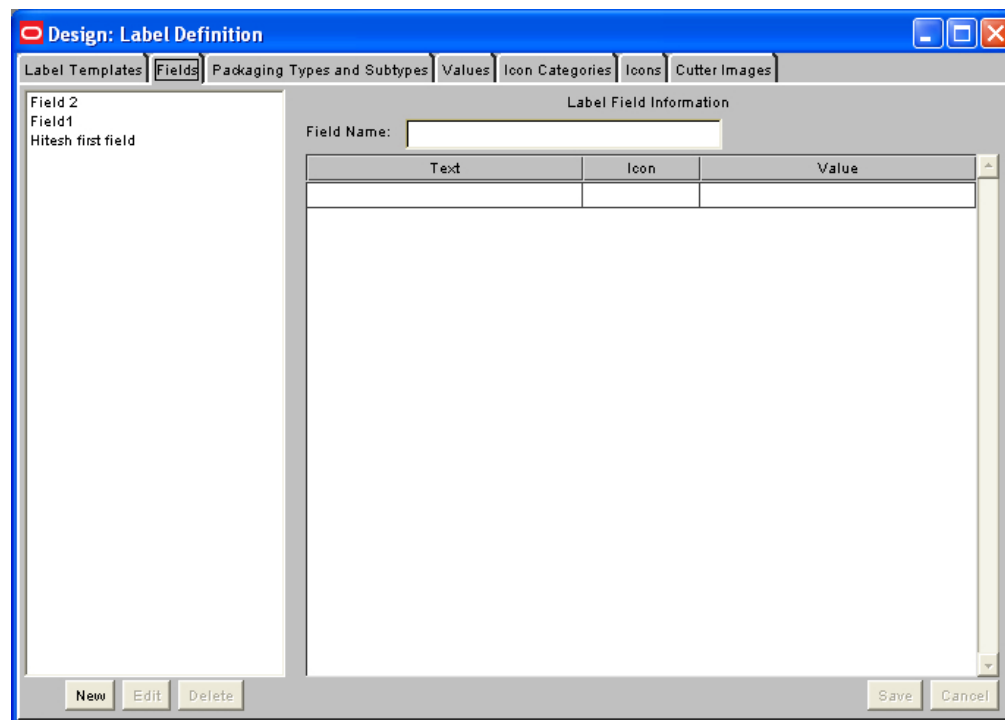 Design: Label Definition
Label Templates Fields Packaging Types and Subtypes Values Icon Categories Icons Cutter Images
Field 2
Field1
Hitesh first field
Label Field Information
Field Name:
Text Icon Value
New Edit Delete Save Cancel